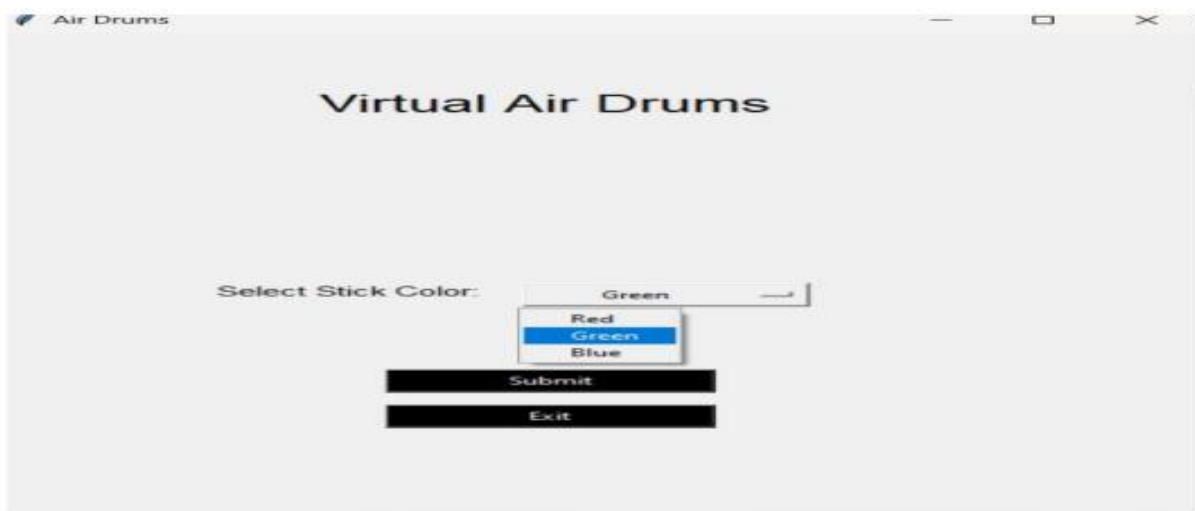 Air Drums
Virtual Air Drums
Select Stick Color: Green
Red
Green
Blue
Submit
Exit